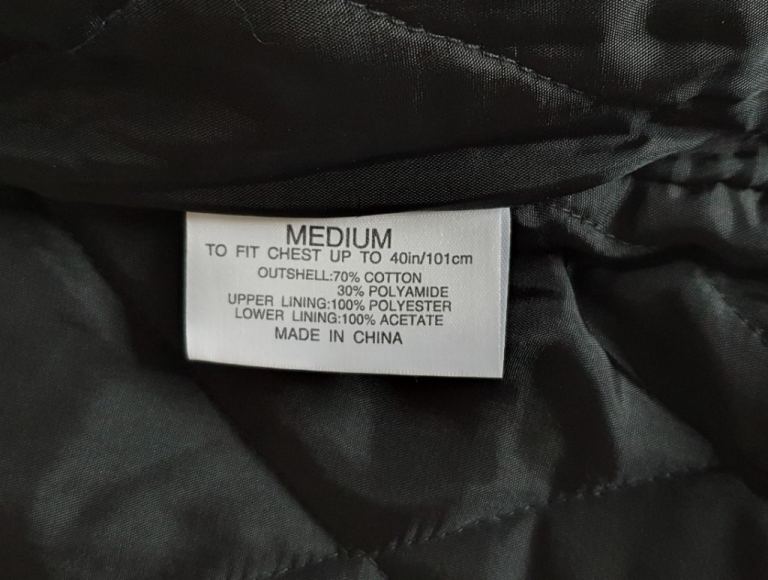 MEDIUM
TO FIT CHEST UP TO 40in/101cm
OUTSHELL:70% COTTON
30% POLYAMIDE
UPPER LINING:100% POLYESTER
LOWER LINING:100% ACETATE
MADE IN CHINA